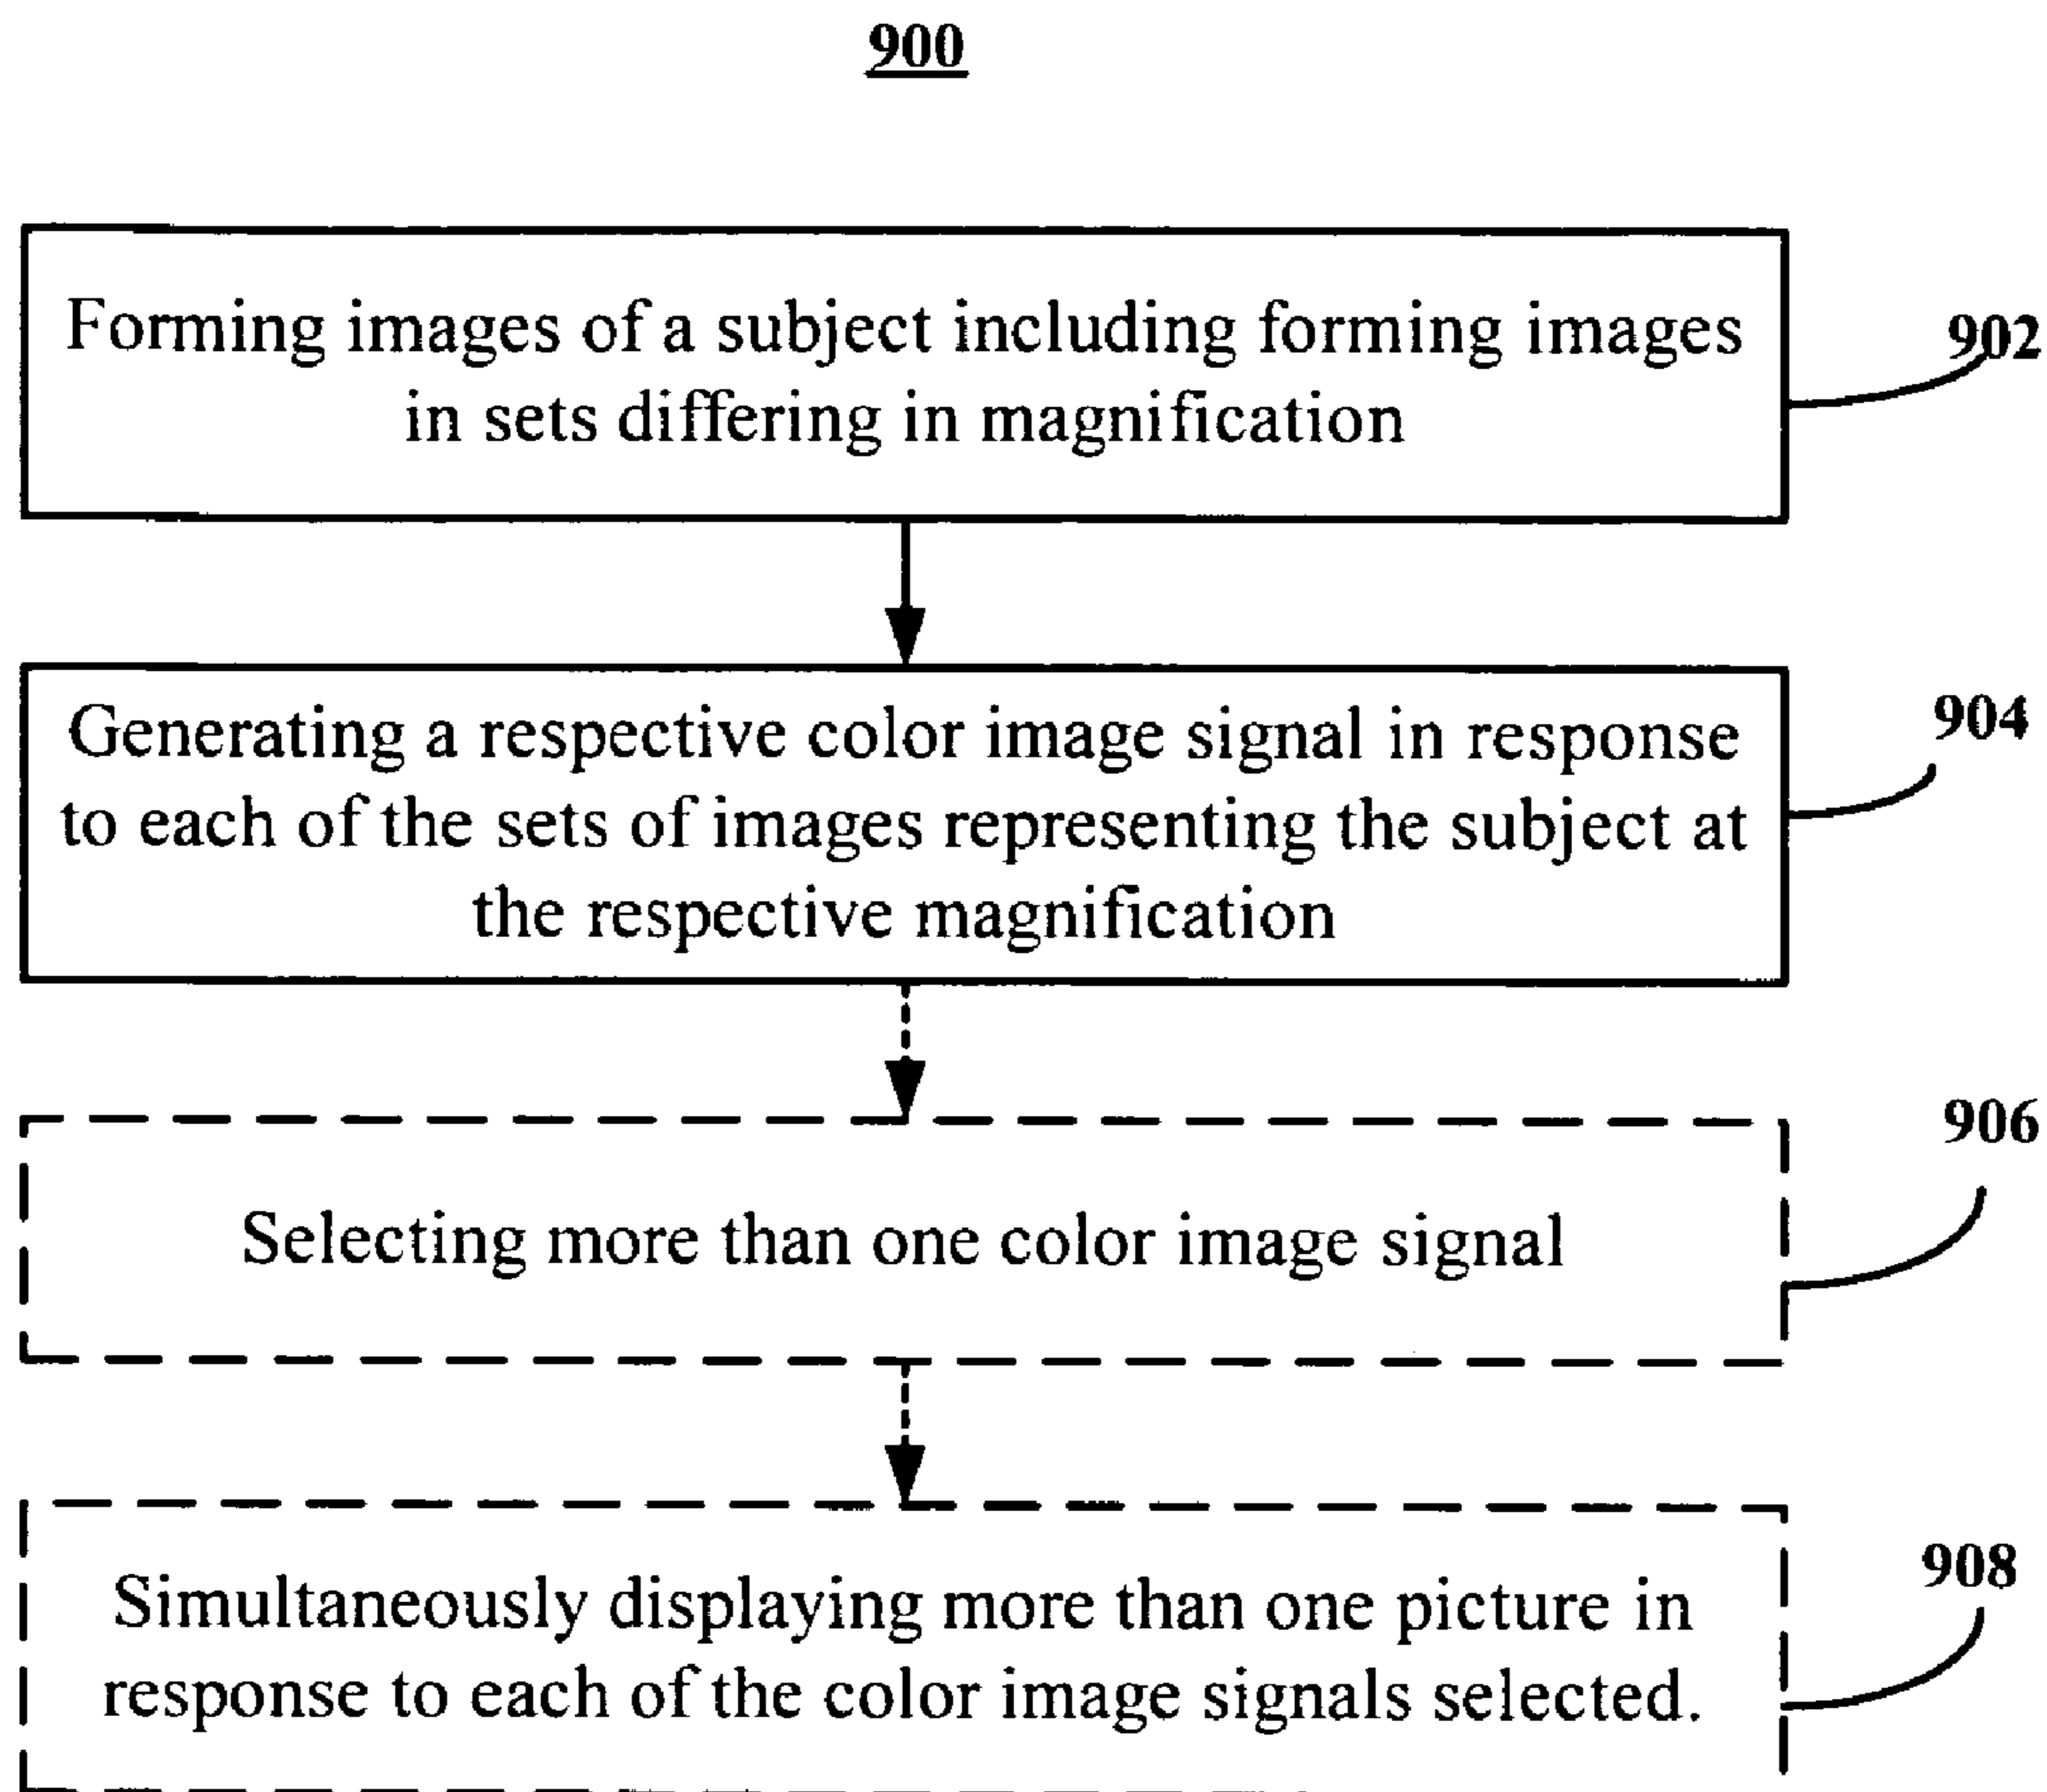 900
Forming images of a subject including forming images
in sets differing in magnification
902
Generating a respective color image signal in response
to each of the sets of images representing the subject at
the respective magnification
904
Selecting more than one color image signal
906
Simultaneously displaying more than one picture in
response to each of the color image signals selected.
908